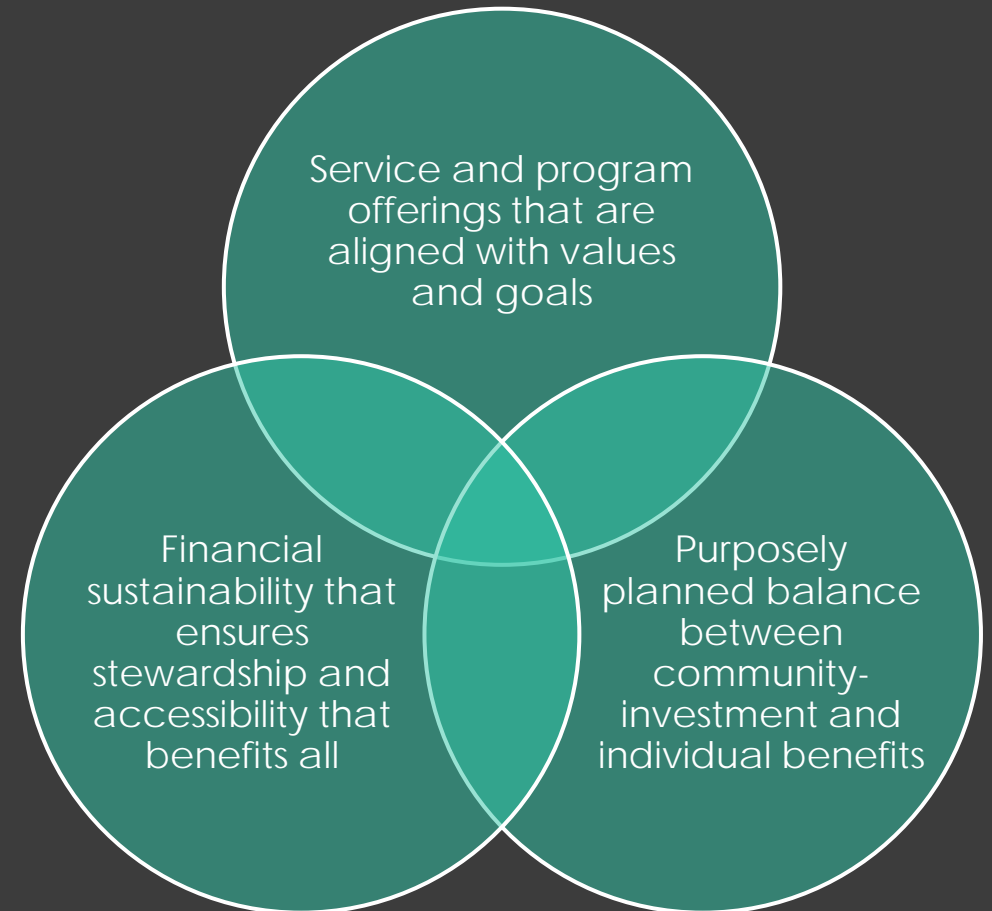 Service and program
offerings that are
aligned with values
and goals
Financial
sustainability that
ensures
stewardship and
accessibility that
benefits all
Purposely
planned balance
between
community-
investment and
individual benefits